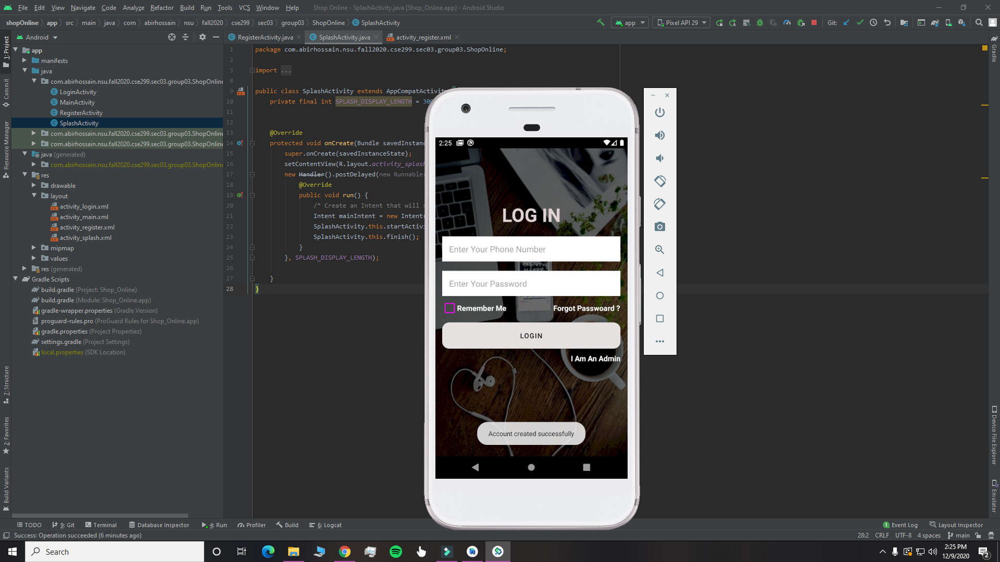 File Edit View Navigate Code Analyze Refactor Build Run Tools VCS Window Help Shop Online - SplashActivity.java [Shop_Online.app] - Android Studio
shopOnline app src main java com abirhossain nsu fall2020 cse299 sec03 group03 ShopOnline SplashActivity app Pixel API 29 Git:
Android
RegisterActivity.java SplashActivity.java activity_register.xml
1: Project
Commit
Resource Manager
7: Structure
2: Favorites
Build Variants
app
manifests
java
com.abirhossain.nsu.fall2020.cse299.sec03.group03.ShopOnline
LoginActivity
MainActivity
RegisterActivity
SplashActivity
com.abirhossain.nsu.fall2020.cse299.sec03.group03.ShopOnline
com.abirhossain.nsu.fall2020.cse299.sec03.group03.ShopOnline
java (generated)
com.abirhossain.nsu.fall2020.cse299.sec03.group03.ShopOnline
res
drawable
layout
activity_login.xml
activity_main.xml
activity_register.xml
activity_splash.xml
mipmap
values
res (generated)
Gradle Scripts
build.gradle (Project: Shop_Online)
build.gradle (Module: Shop_Online.app)
gradle-wrapper.properties (Gradle Version)
proguard-rules.pro (ProGuard Rules for Shop_Online.app)
gradle.properties (Project Properties)
settings.gradle (Project Settings)
local.properties (SDK Location)
1 package com.abirhossain.nsu.fall2020.cse299.sec03.group03.ShopOnline;
2
3 import ...
8
9 public class SplashActivity extends AppCompatActivit
10 private final int SPLASH_DISPLAY_LENGTH = 300
11
12
13 @Override
14 protected void onCreate(Bundle savedInstanc
15 super.onCreate(savedInstanceState);
16 setContentView(R.layout.activity_splash
17 new Handler().postDelayed(new Runnable(
18 @Override
19 public void run() {
20 /* Create an Intent that will s
21 Intent mainIntent = new Intent(
22 SplashActivity.this.startActivi
23 SplashActivity.this.finish();
24 }
25 }, SPLASH_DISPLAY_LENGTH);
26
27 }
28 }
2:25
LOG IN
Enter Your Phone Number
Enter Your Password
Remember Me Forgot Passwoard ?
LOGIN
I Am An Admin
Account created successfully
Gradle
Device File Explorer
Emulator
TODO 9: Git Terminal Database Inspector 4: Run Profiler Build 6: Logcat 1 Event Log Layout Inspector
Success: Operation succeeded (6 minutes ago) 28:2 CRLF UTF-8 4 spaces main
Search
2:25 PM
12/9/2020
2